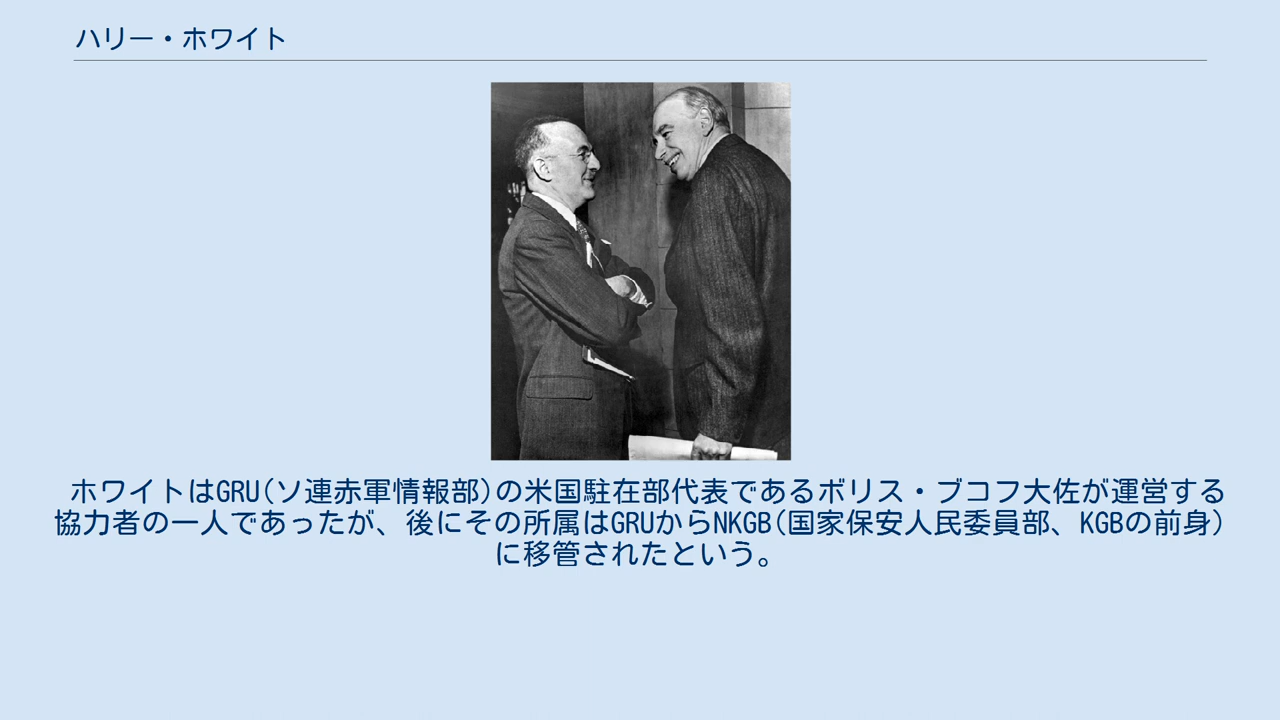 ハリー・ホワイト
ホワイトはGRU(ソ連赤軍情報部)の米国駐在部代表であるボリス・ブコフ大佐が運営する
協力者の一人であったが、後にその所属はGRUからNKGB(国家保安人民委員部、KGBの前身)
に移管されたという。